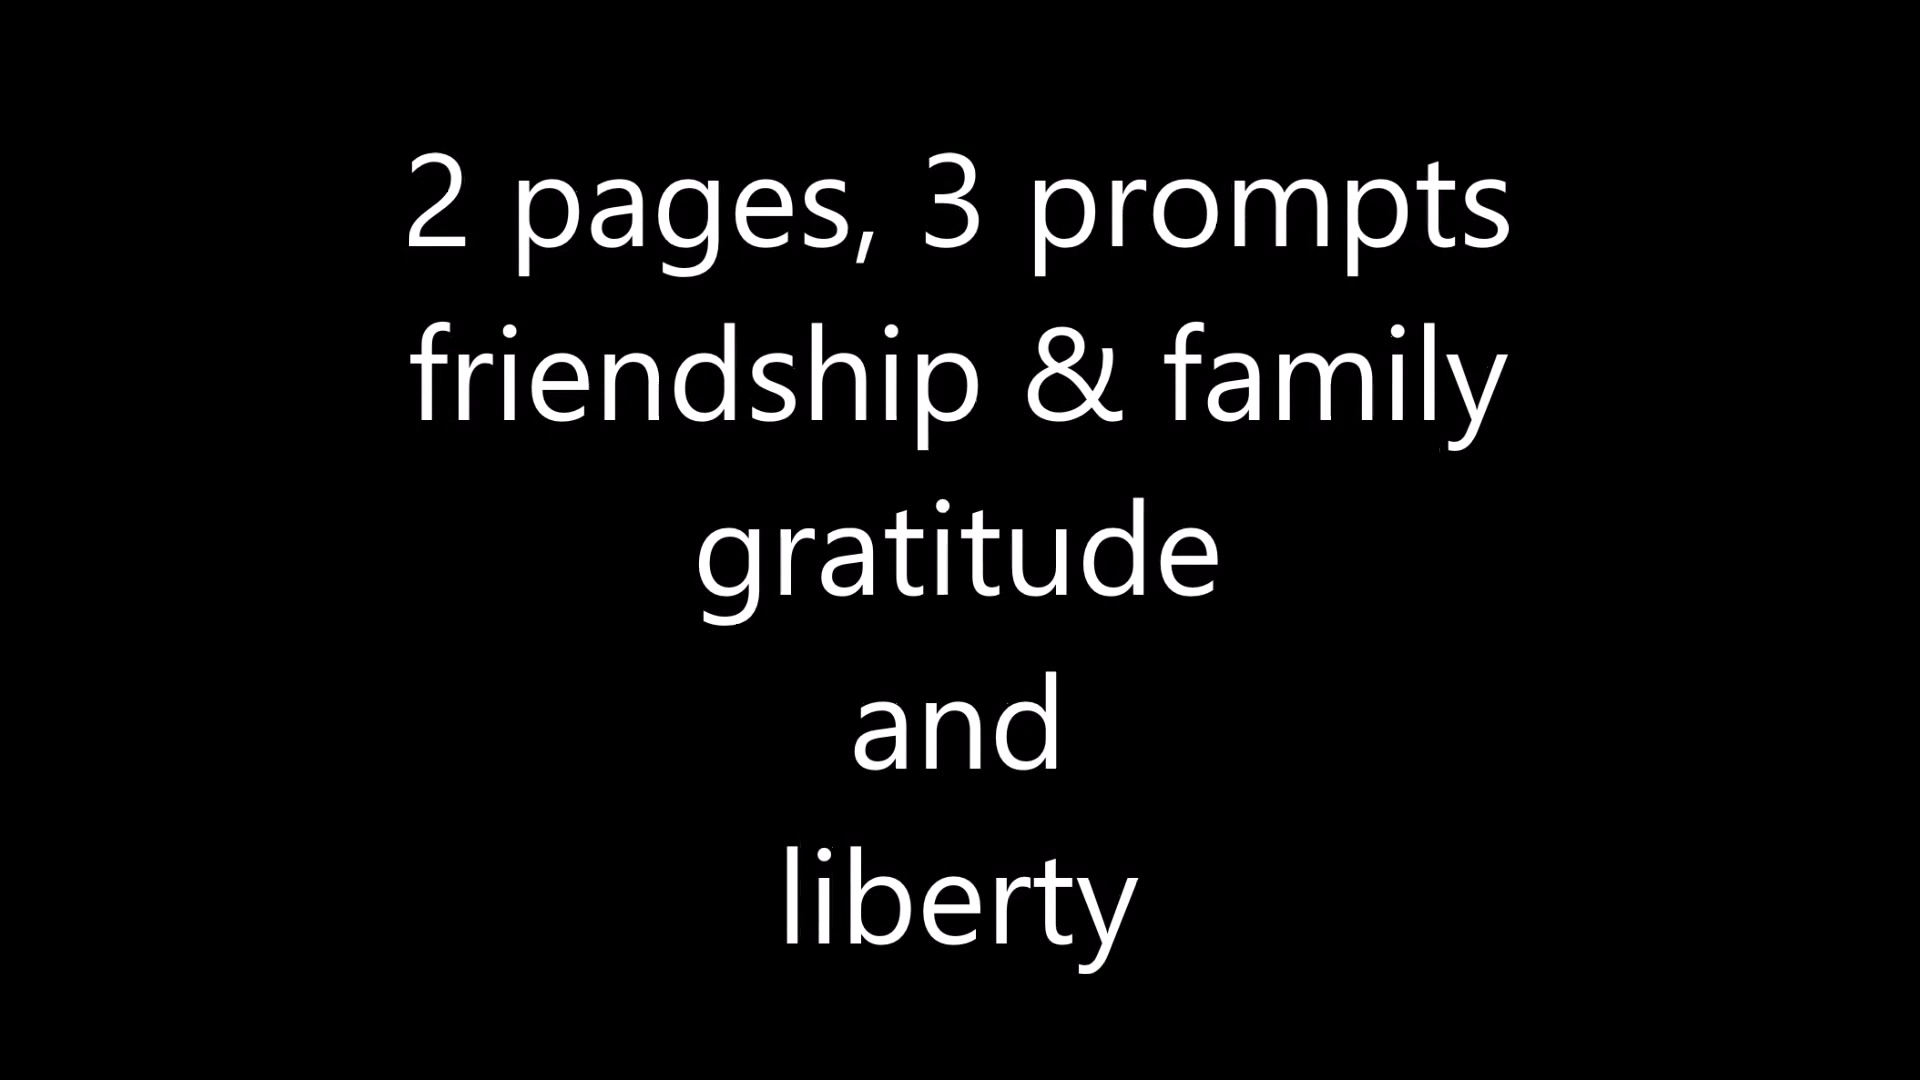 2 pages, 3 prompts
friendship & family
gratitude
and
liberty